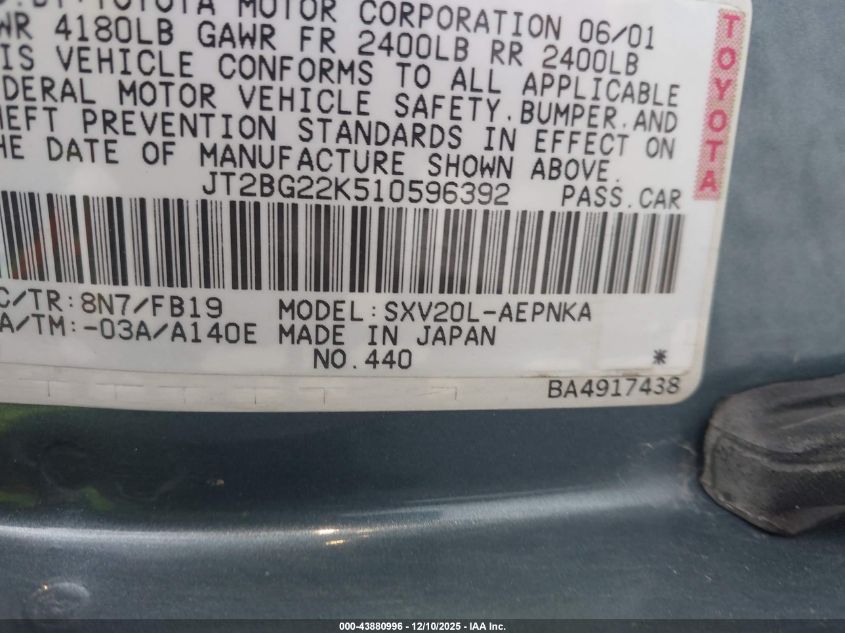 TOYOTA MOTOR CORPORATION 06/01
4180LB GAWR FR 2400LB RR 2400LB
IS VEHICLE CONFORMS TO ALL APPLICABLE
DERAL MOTOR VEHICLE SAFETY, BUMPER, AND
HEFT PREVENTION STANDARDS IN EFFECT ON
HE DATE OF MANUFACTURE SHOWN ABOVE.
JT2BG22K510596392 PASS.CAR
C/TR:8N7/FB19 MODEL:SXV20L-AEPNKA
A/TM:-03A/A140E MADE IN JAPAN
NO.440 *
BA4917438
TOYOTA
000-43880996 - 12/10/2025 - IAA Inc.